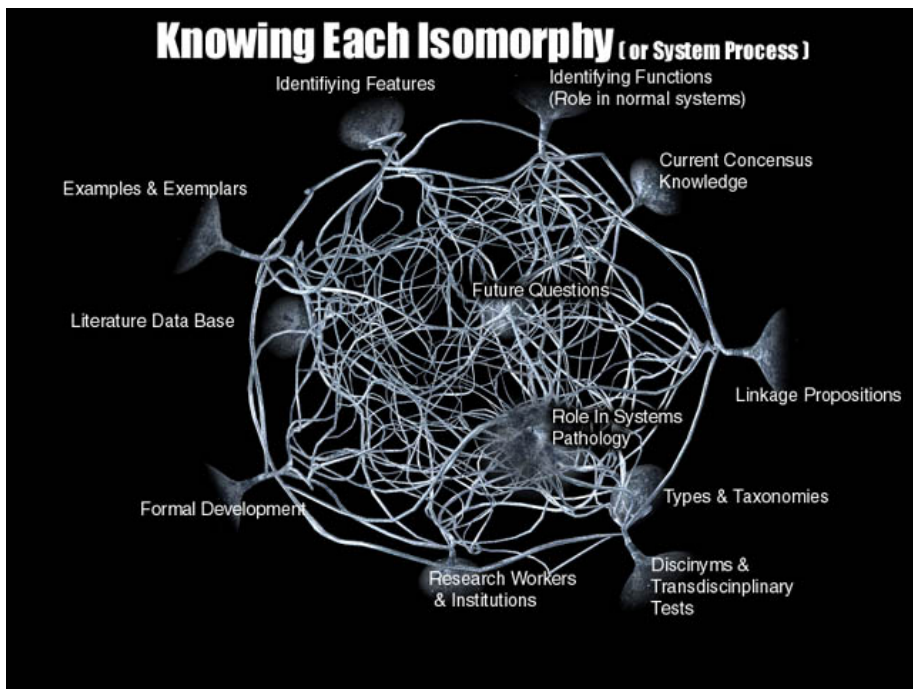 Knowing Each Isomorphy ( or System Process )
Identifiying Features
Identifying Functions
(Role in normal systems)
Current Concensus
Knowledge
Examples & Exemplars
Future Questions
Literature Data Base
Linkage Propositions
Role In Systems
Pathology
Types & Taxonomies
Formal Development
Research Workers
& Institutions
Discinyms &
Transdiscinplinary
Tests